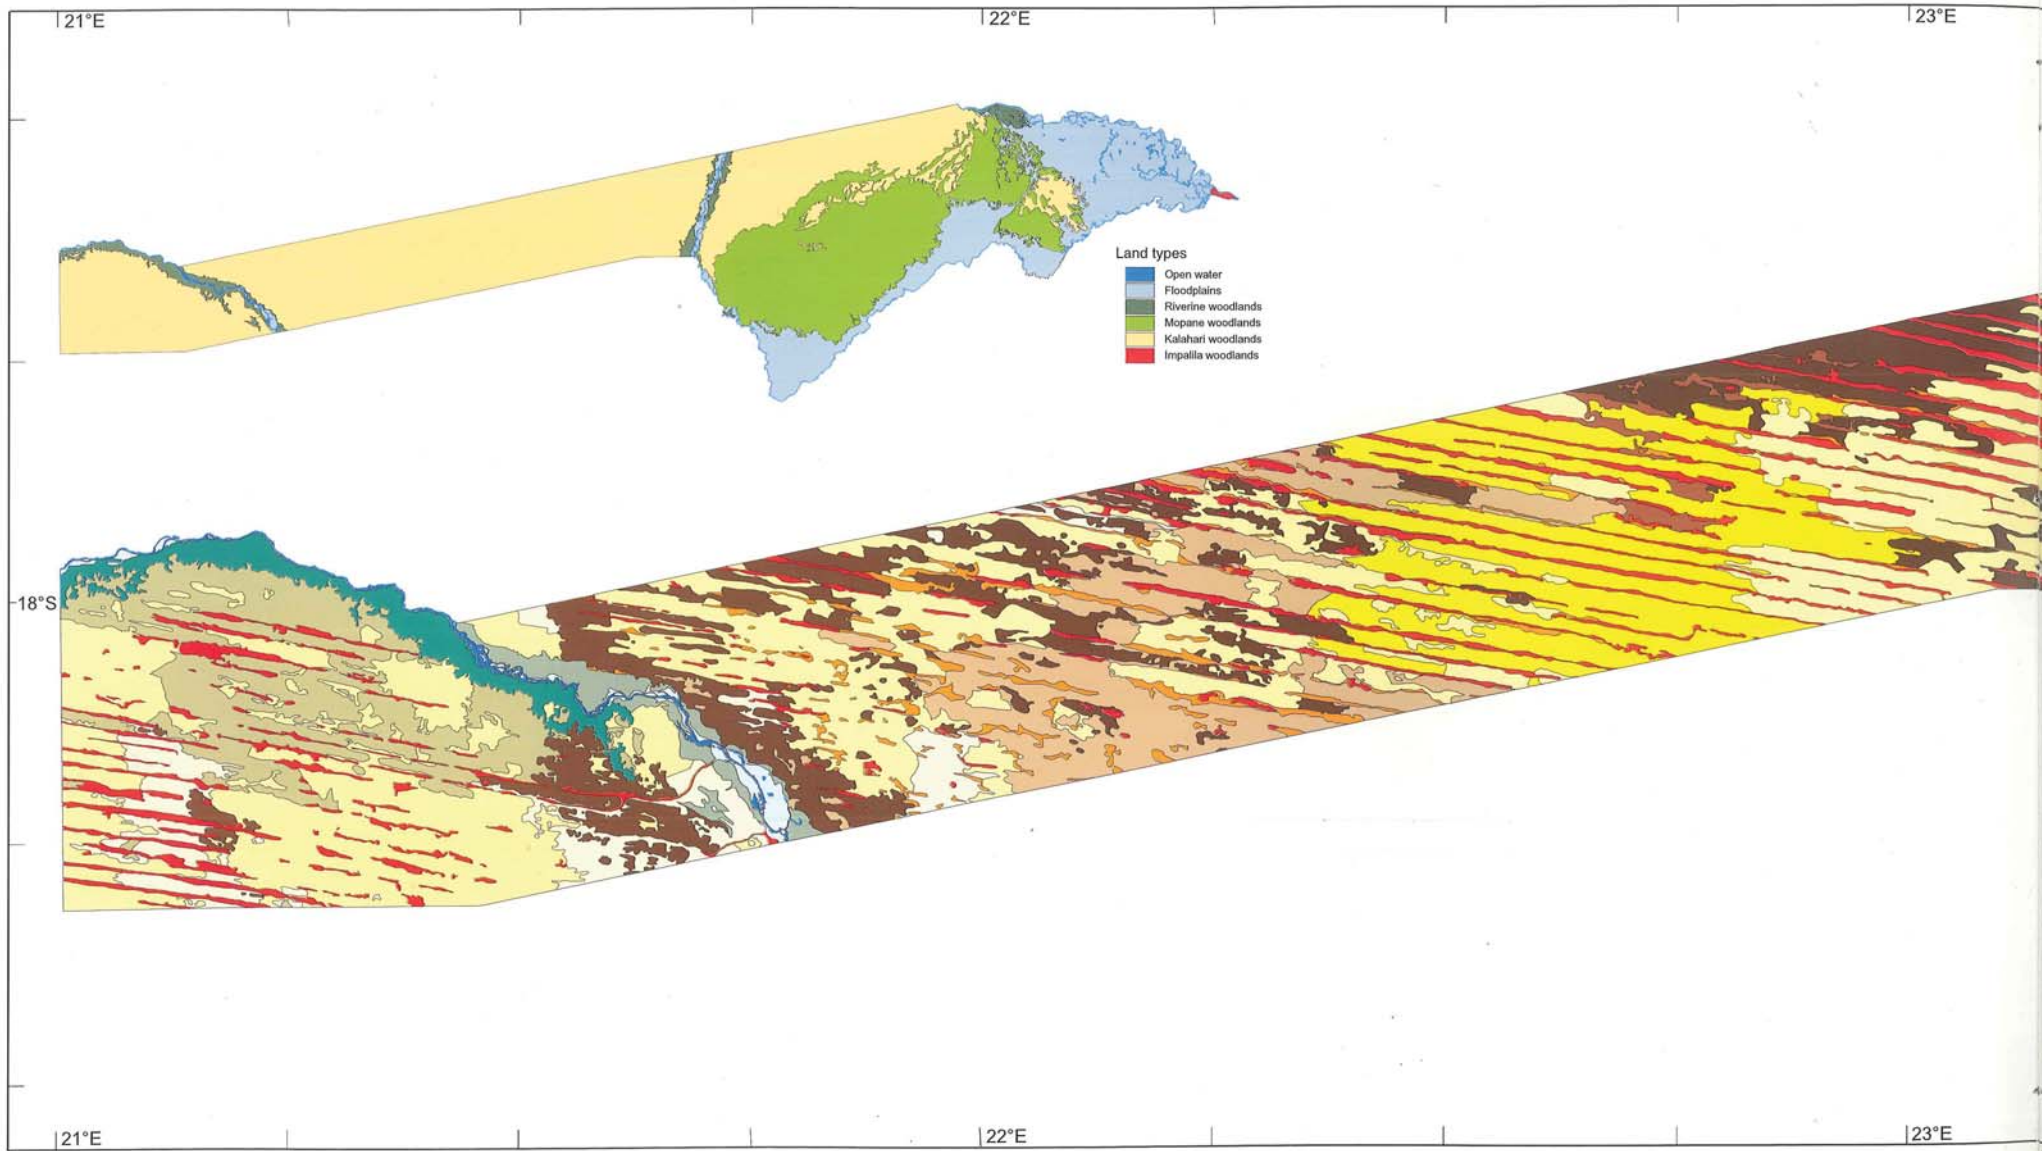 21°E 22°E 23°E
Land types
Open water
Floodplains
Riverine woodlands
Mopane woodlands
Kalahari woodlands
Impalila woodlands
18°S
21°E 22°E 23°E